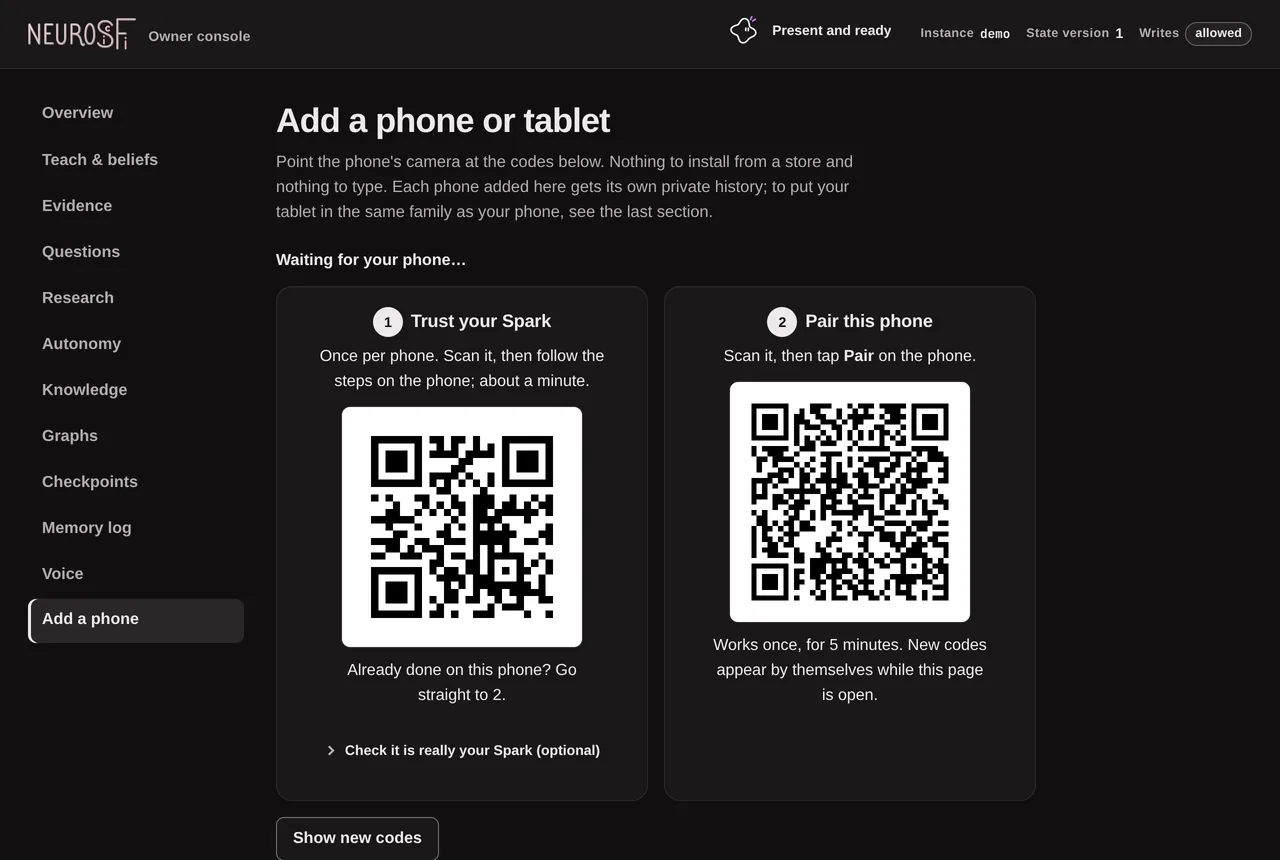 NEUROSCIFI
Owner console
Present and ready
Instance demo
State version 1
Writes allowed
Overview
Teach & beliefs
Evidence
Questions
Research
Autonomy
Knowledge
Graphs
Checkpoints
Memory log
Voice
Add a phone
Add a phone or tablet
Point the phone's camera at the codes below. Nothing to install from a store and
nothing to type. Each phone added here gets its own private history; to put your
tablet in the same family as your phone, see the last section.
Waiting for your phone…
1 Trust your Spark
Once per phone. Scan it, then follow the
steps on the phone; about a minute.
Already done on this phone? Go
straight to 2.
Check it is really your Spark (optional)
2 Pair this phone
Scan it, then tap Pair on the phone.
Works once, for 5 minutes. New codes
appear by themselves while this page
is open.
Show new codes